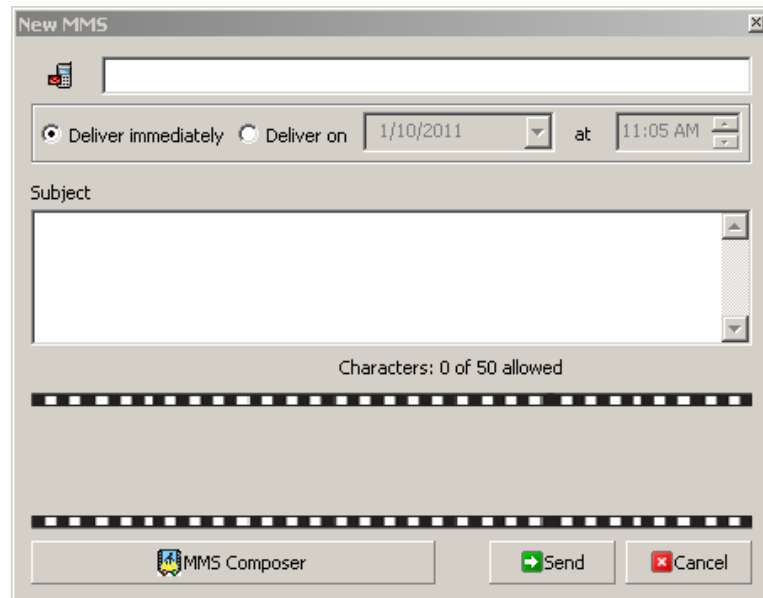 New MMS
Deliver immediately Deliver on 1/10/2011 at 11:05 AM
Subject
Characters: 0 of 50 allowed
MMS Composer Send Cancel